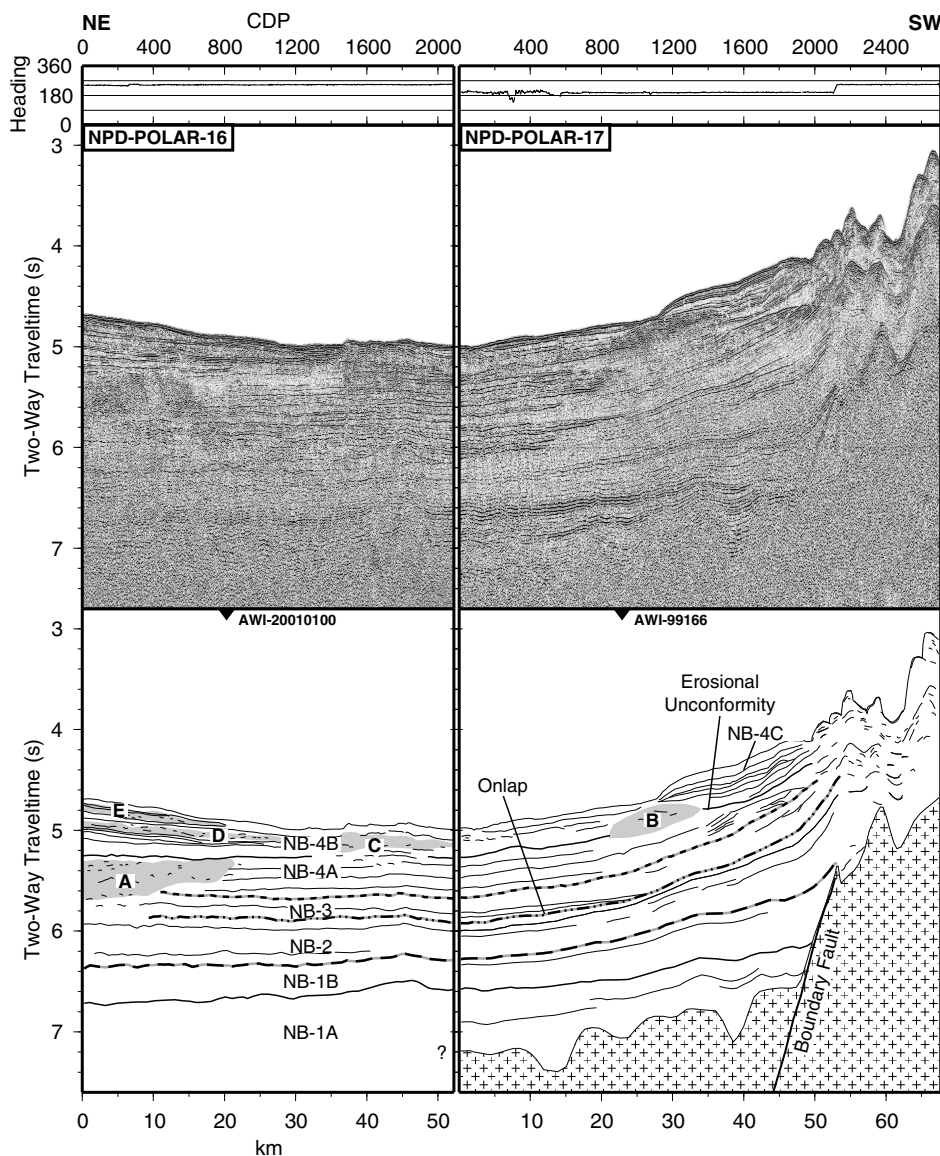 NE CDP SW
0 400 800 1200 1600 2000 400 800 1200 1600 2000 2400
Heading
360
180
0
NPD-POLAR-16 NPD-POLAR-17
Two-Way Traveltime (s)
3
4
5
6
7
AWI-20010100 AWI-99166
Two-Way Traveltime (s)
3
4
5
6
7
Erosional
Unconformity
NB-4C
Onlap
E
D
B
C
A
NB-4B
NB-4A
NB-3
NB-2
NB-1B
NB-1A
?
Boundary Fault
0 10 20 30 40 50 10 20 30 40 50 60
km